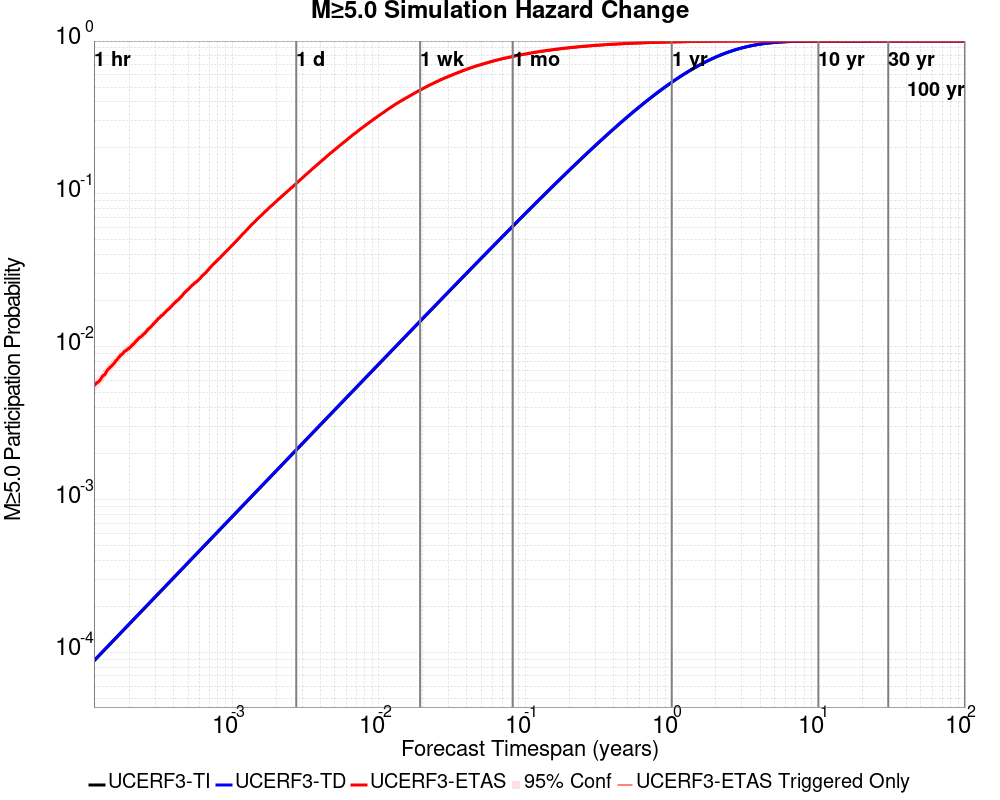 M≥5.0 Simulation Hazard Change
M≥5.0 Participation Probability
10^0
10^-1
10^-2
10^-3
10^-4
1 hr
1 d
1 wk
1 mo
1 yr
10 yr
30 yr
100 yr
10^-3
10^-2
10^-1
10^0
10^1
10^2
Forecast Timespan (years)
UCERF3-TI UCERF3-TD UCERF3-ETAS 95% Conf UCERF3-ETAS Triggered Only